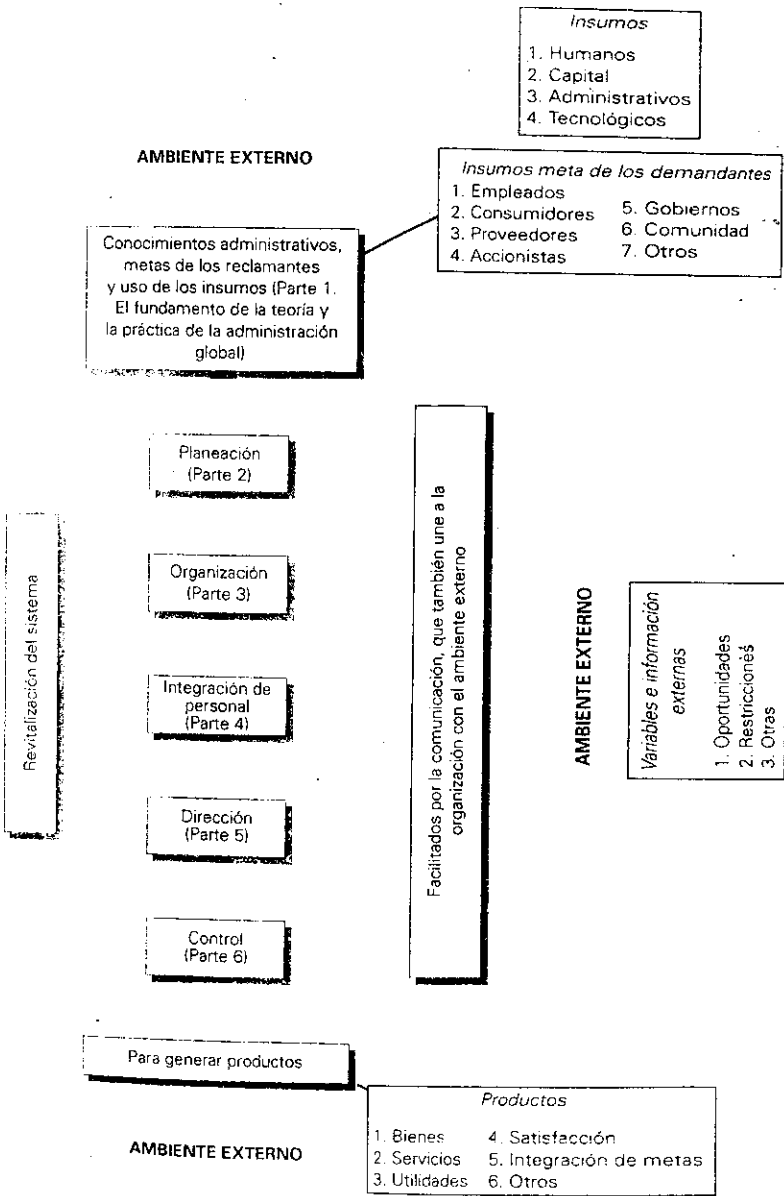 Insumos
1. Humanos
2. Capital
3. Administrativos
4. Tecnológicos
AMBIENTE EXTERNO
Insumos meta de los demandantes
1. Empleados
2. Consumidores
3. Proveedores
4. Accionistas
5. Gobiernos
6. Comunidad
7. Otros
Conocimientos administrativos,
metas de los reclamantes
y uso de los insumos (Parte 1.
El fundamento de la teoría y
la práctica de la administración
global)
Planeación
(Parte 2)
Organización
(Parte 3)
Integración de
personal
(Parte 4)
Dirección
(Parte 5)
Control
(Parte 6)
Revitalización del sistema
Facilitados por la comunicación, que también une a la
organización con el ambiente externo
AMBIENTE EXTERNO
Variables e información
externas
1. Oportunidades
2. Restricciones
3. Otras
Para generar productos
AMBIENTE EXTERNO
Productos
1. Bienes
2. Servicios
3. Utilidades
4. Satisfacción
5. Integración de metas
6. Otros